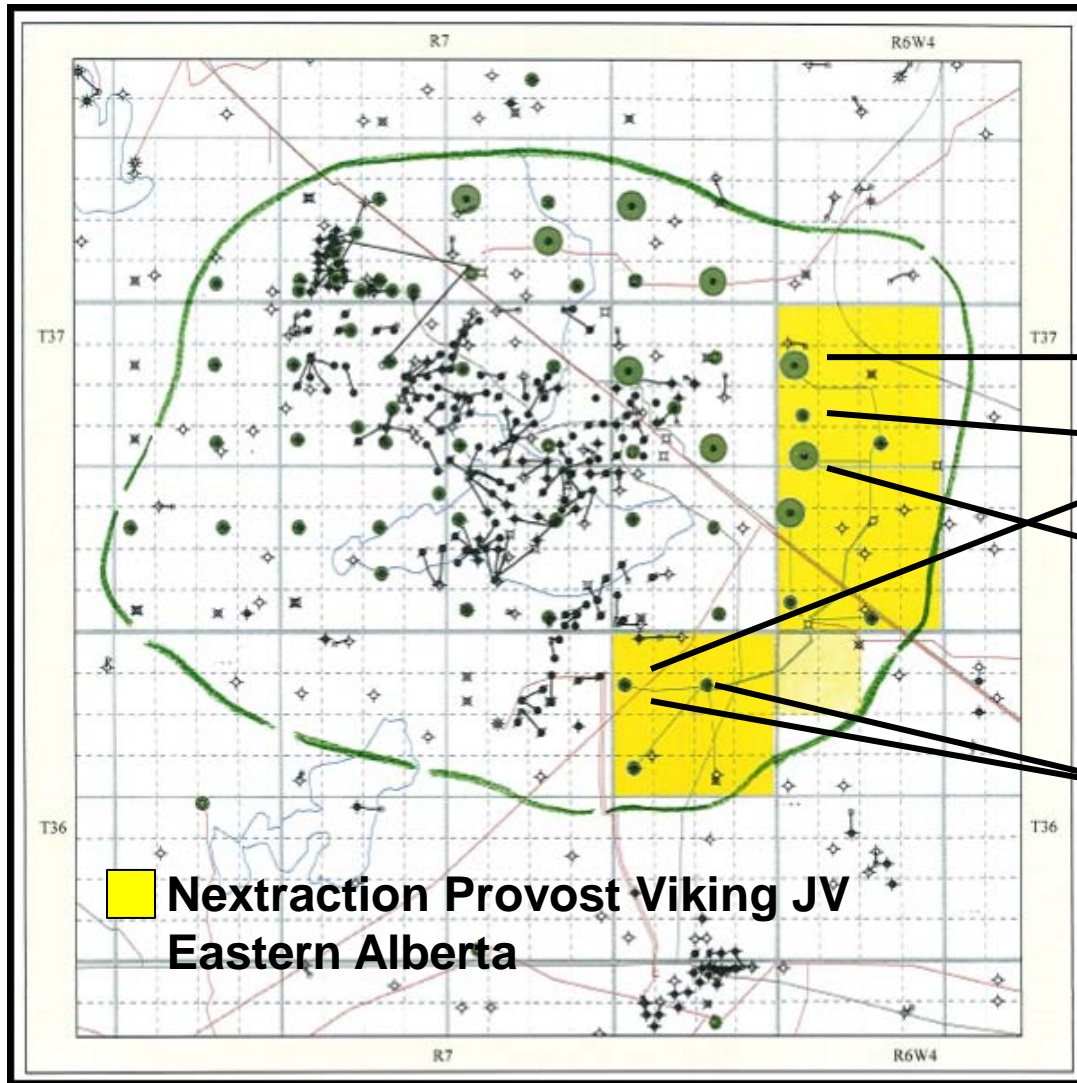 R7 R6W4
T37 T37
T36 T36
Nextraction Provost Viking JV
Eastern Alberta
R7 R6W4